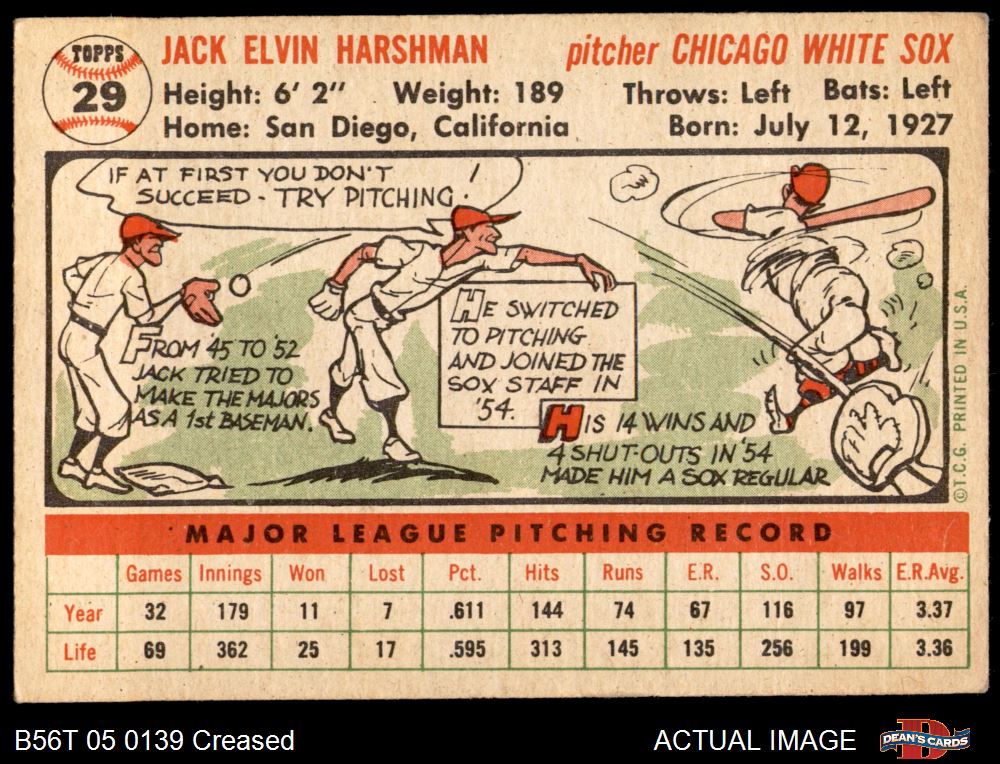 TOPPS
29
JACK ELVIN HARSHMAN pitcher CHICAGO WHITE SOX
Height: 6' 2" Weight: 189 Throws: Left Bats: Left
Home: San Diego, California Born: July 12, 1927
IF AT FIRST YOU DON'T
SUCCEED - TRY PITCHING!
FROM '45 TO '52
JACK TRIED TO
MAKE THE MAJORS
AS A 1st BASEMAN.
HE SWITCHED
TO PITCHING
AND JOINED THE
SOX STAFF IN
'54.
HIS 14 WINS AND
4 SHUT-OUTS IN '54
MADE HIM A SOX REGULAR
©T.C.G. PRINTED IN U.S.A.
MAJOR LEAGUE PITCHING RECORD
Games Innings Won Lost Pct. Hits Runs E.R. S.O. Walks E.R.Avg.
Year 32 179 11 7 .611 144 74 67 116 97 3.37
Life 69 362 25 17 .595 313 145 135 256 199 3.36
B56T 05 0139 Creased ACTUAL IMAGE DEAN'S CARDS